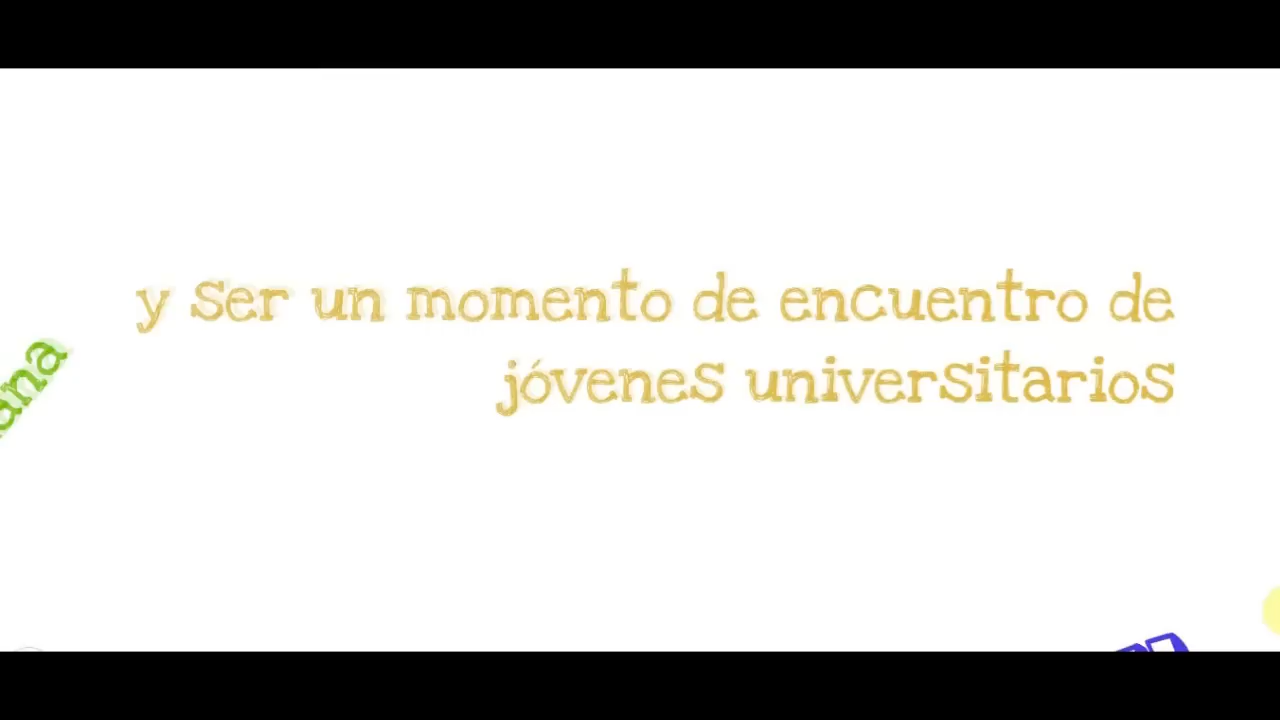 y ser un momento de encuentro de
jóvenes universitarios